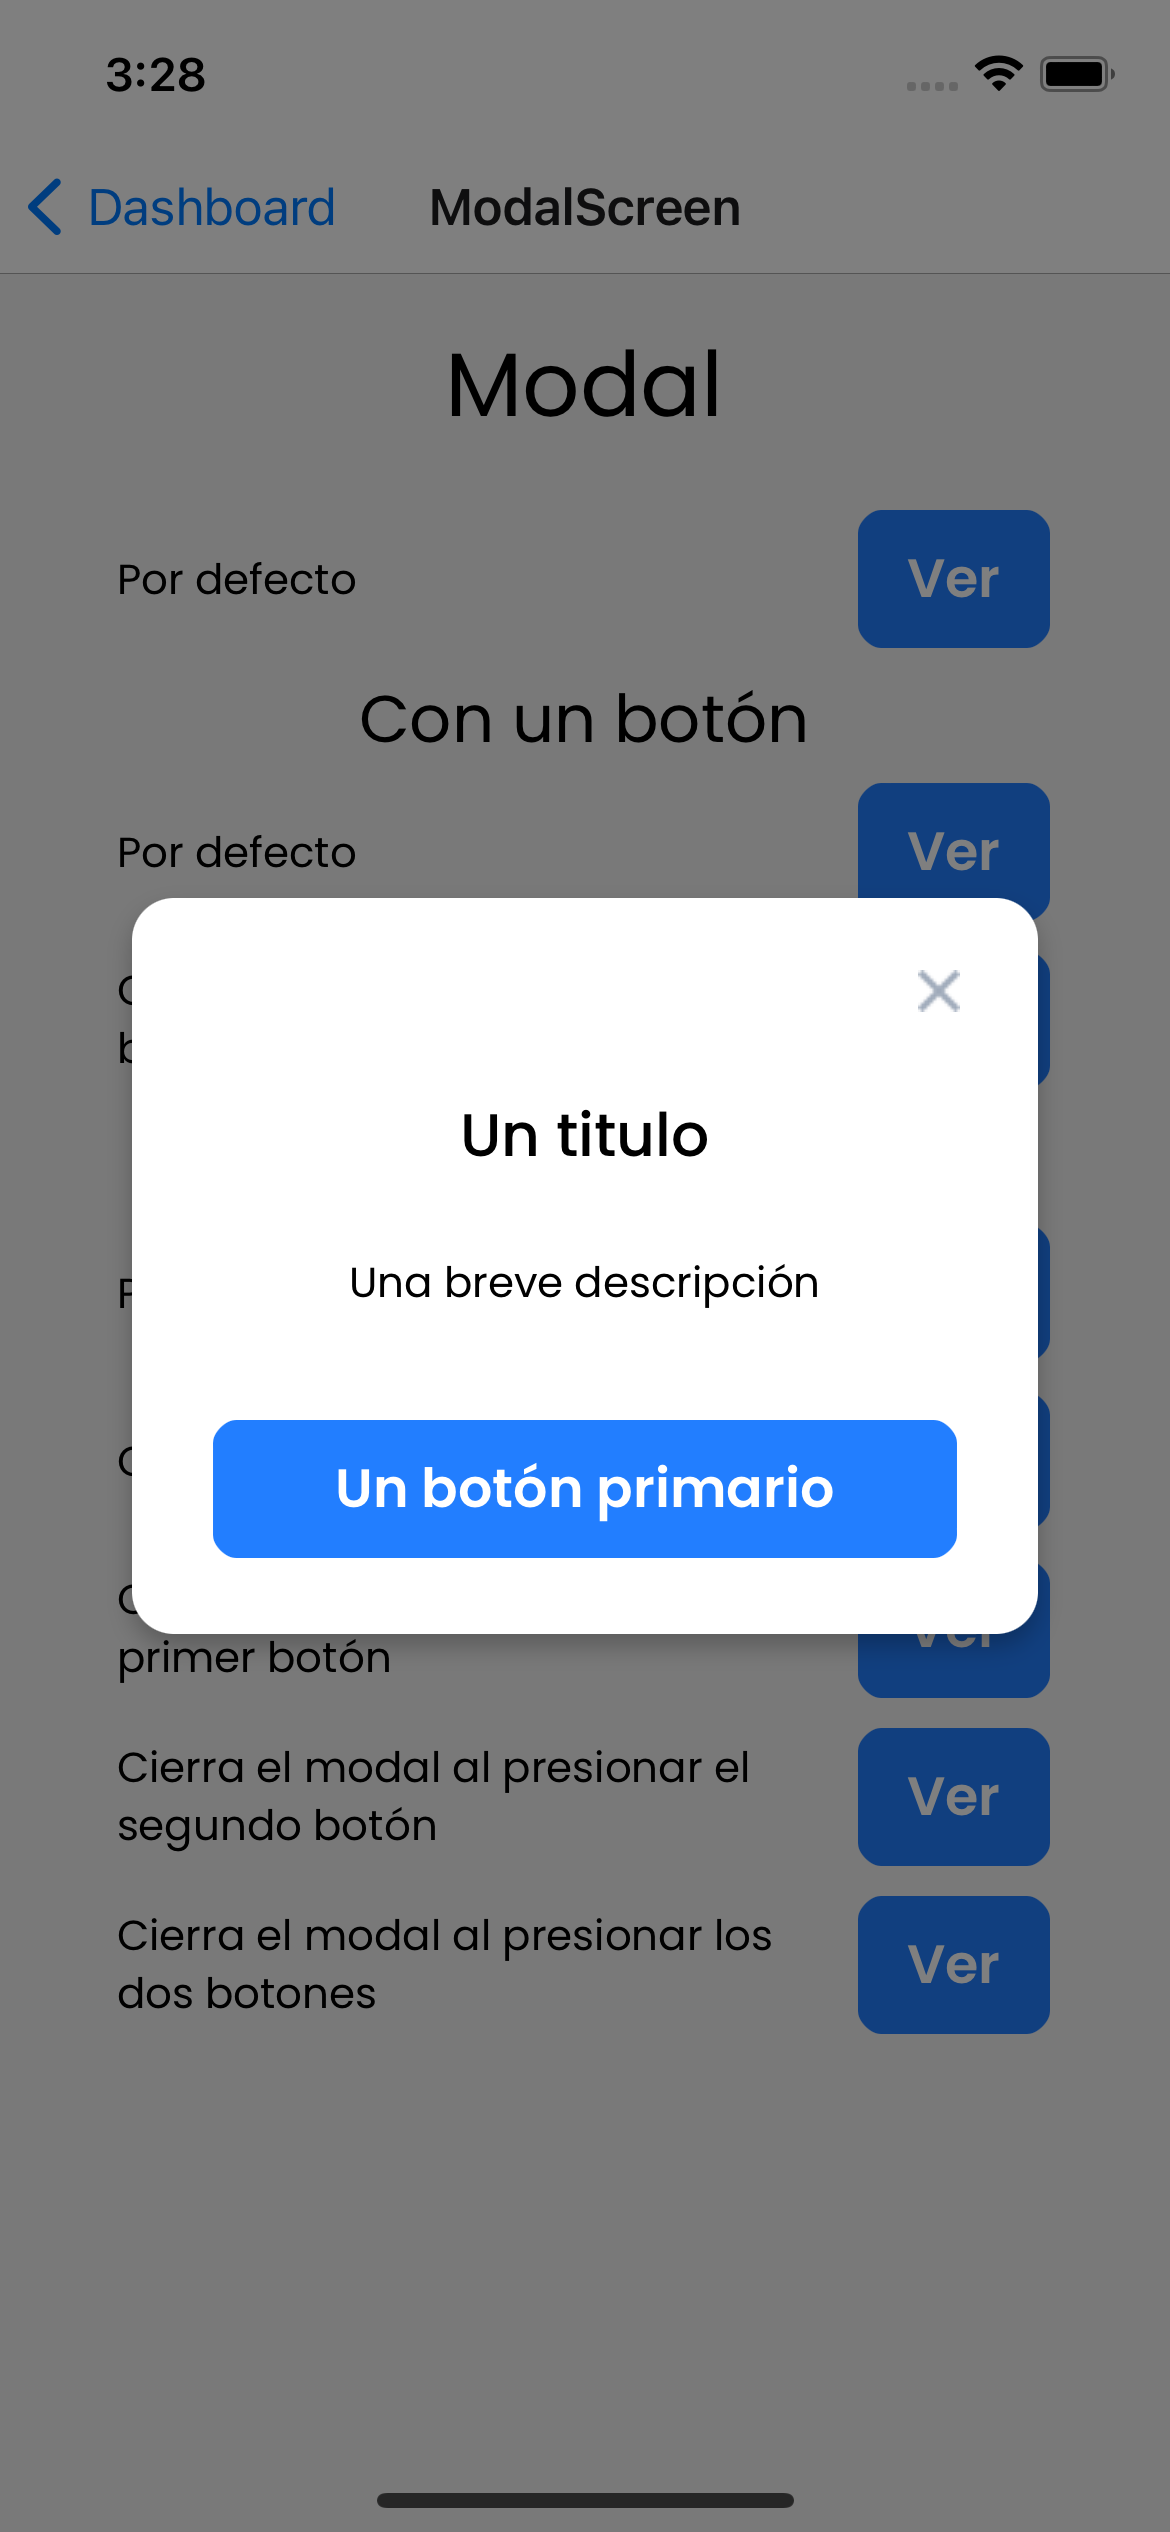 3:28
Dashboard
ModalScreen
Modal
Por defecto
Ver
Con un botón
Por defecto
Ver
Un titulo
Una breve descripción
Un botón primario
primer botón
Ver
Cierra el modal al presionar el
segundo botón
Ver
Cierra el modal al presionar los
dos botones
Ver